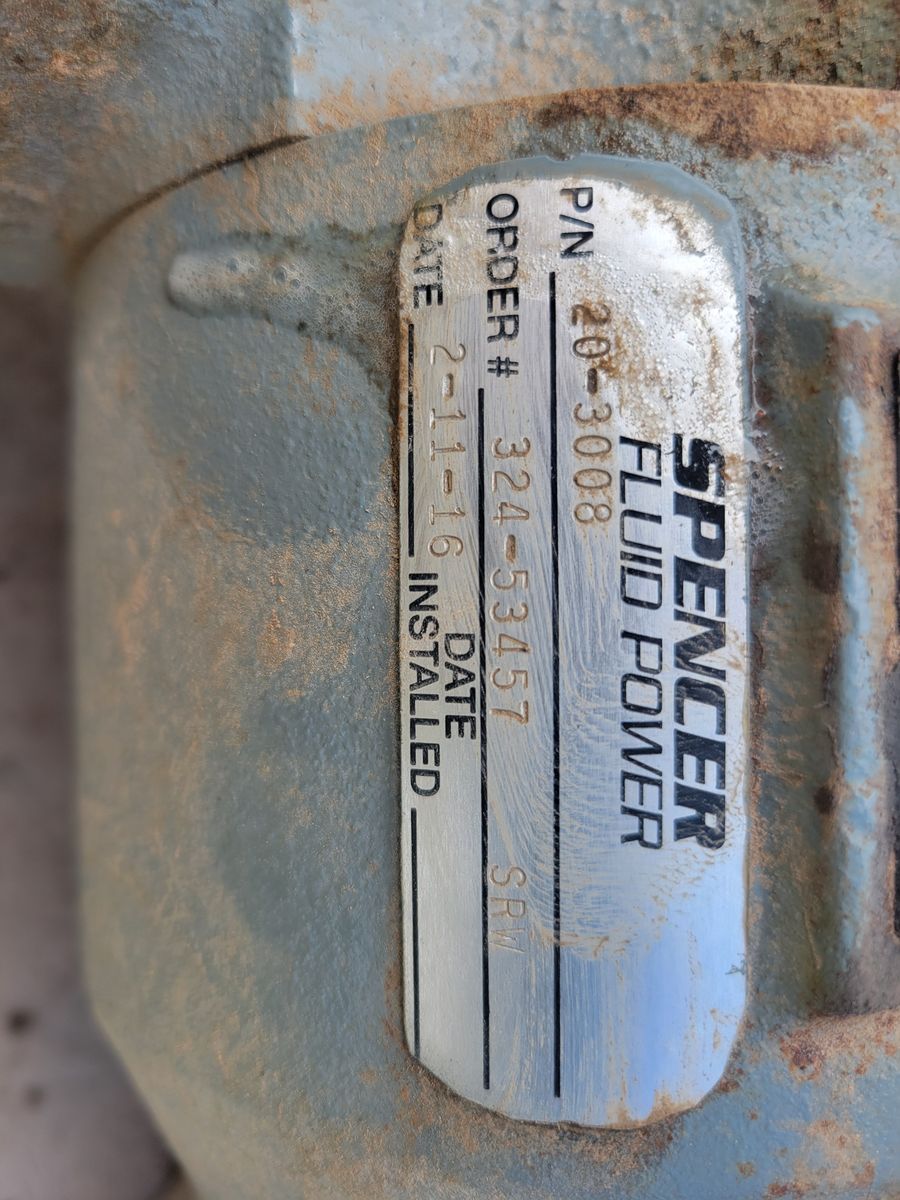 SPENCER
FLUID POWER
P/N 20-3008
ORDER # 324-53457 SRW
DATE 2-11-16 DATE INSTALLED